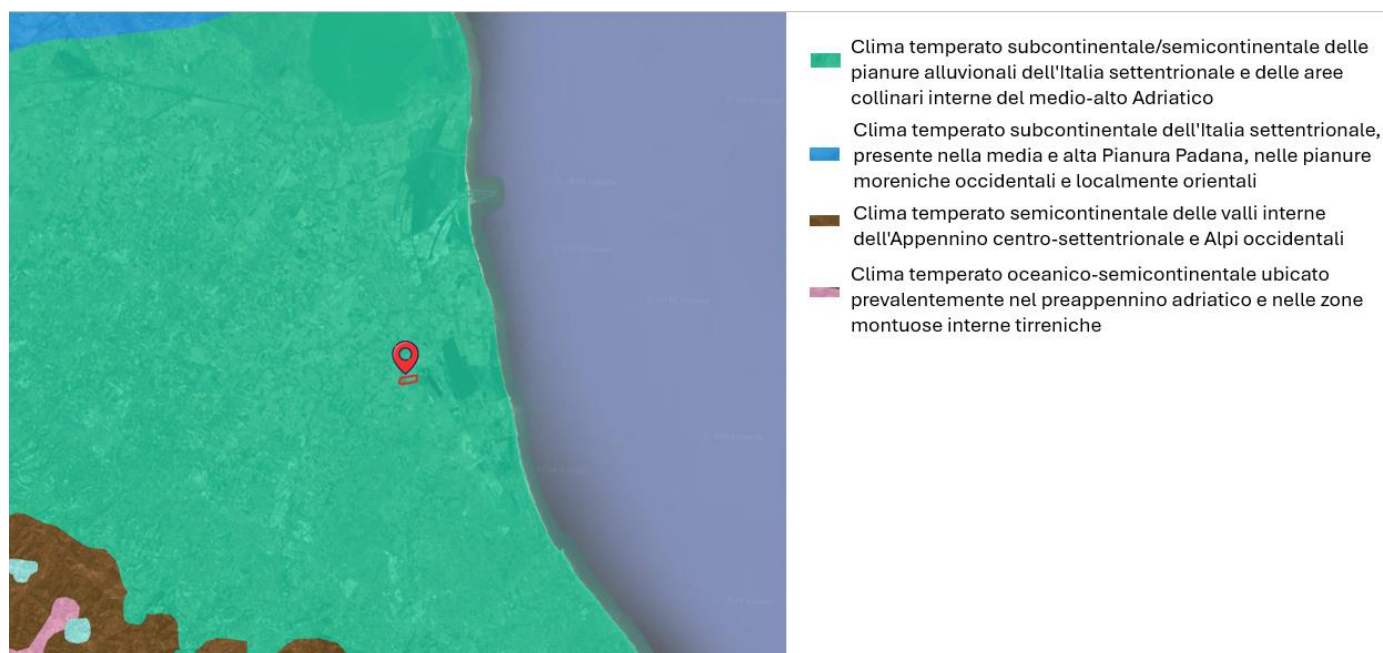 Clima temperato subcontinentale/semicontinentale delle
pianure alluvionali dell'Italia settentrionale e delle aree
collinari interne del medio-alto Adriatico
Clima temperato subcontinentale dell'Italia settentrionale,
presente nella media e alta Pianura Padana, nelle pianure
moreniche occidentali e localmente orientali
Clima temperato semicontinentale delle valli interne
dell'Appennino centro-settentrionale e Alpi occidentali
Clima temperato oceanico-semicontinentale ubicato
prevalentemente nel preappennino adriatico e nelle zone
montuose interne tirreniche